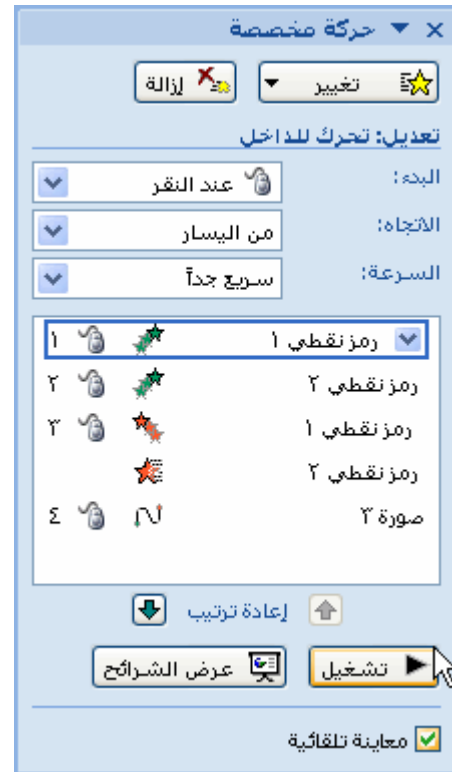 حركة مخصصة
تغيير إزالة
تعديل: تحرك للداخل
البدء: عند النقر
الاتجاه: من اليسار
السرعة: سريع جداً
رمز نقطي ١ ١
رمز نقطي ٢ ٢
رمز نقطي ١ ٣
رمز نقطي ٢
صورة ٣ ٤
إعادة ترتيب
تشغيل عرض الشرائح
معاينة تلقائية